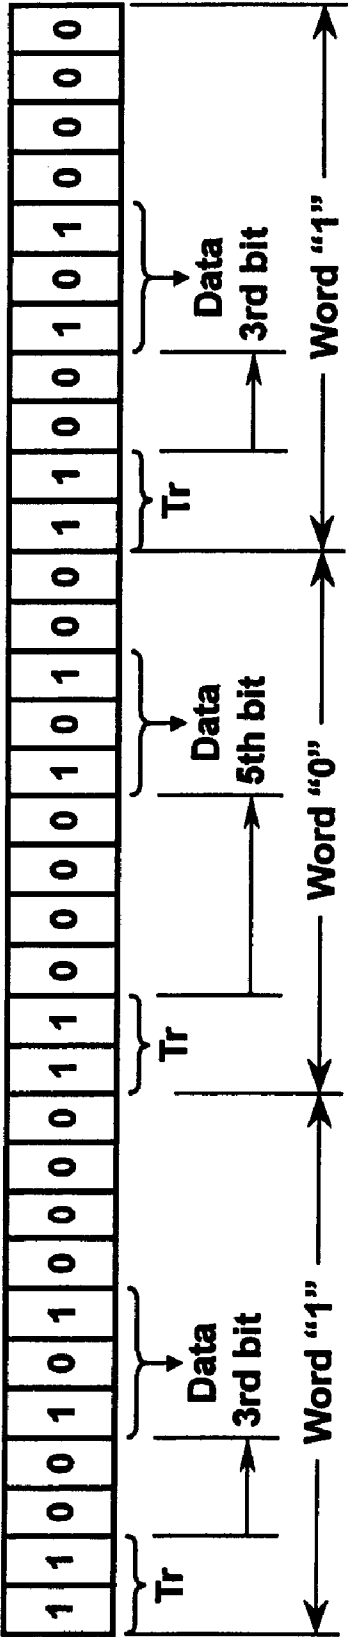 1 1 0 0 1 0 1 0 0 0 0 1 1 0 0 0 0 1 0 1 0 0 1 1 0 0 1 0 1 0 0 0 0
Tr Data Tr Data Tr Data
3rd bit 5th bit 3rd bit
Word “1” Word “0” Word “1”